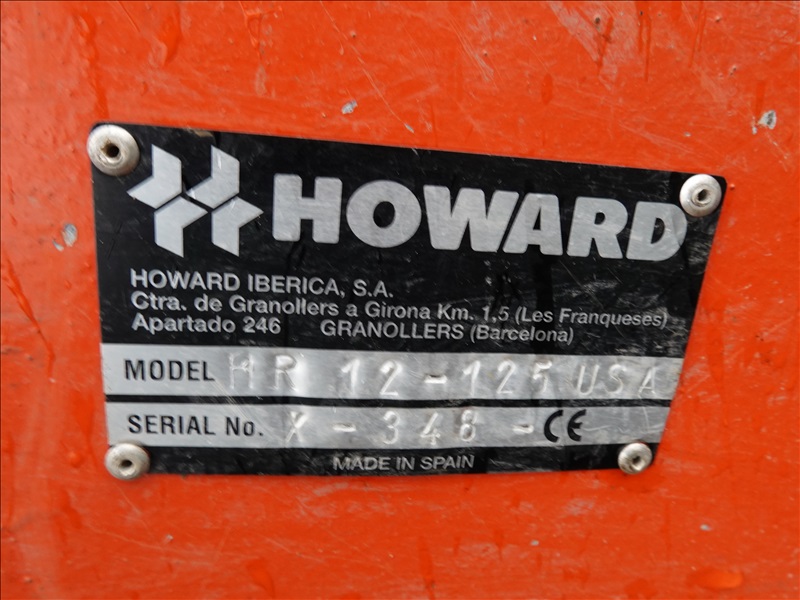 HOWARD
HOWARD IBERICA, S.A.
Ctra. de Granollers a Girona Km. 1,5 (Les Franqueses)
Apartado 246 GRANOLLERS (Barcelona)
MODEL HR 12-125 USA
SERIAL No. X-348- CE
MADE IN SPAIN